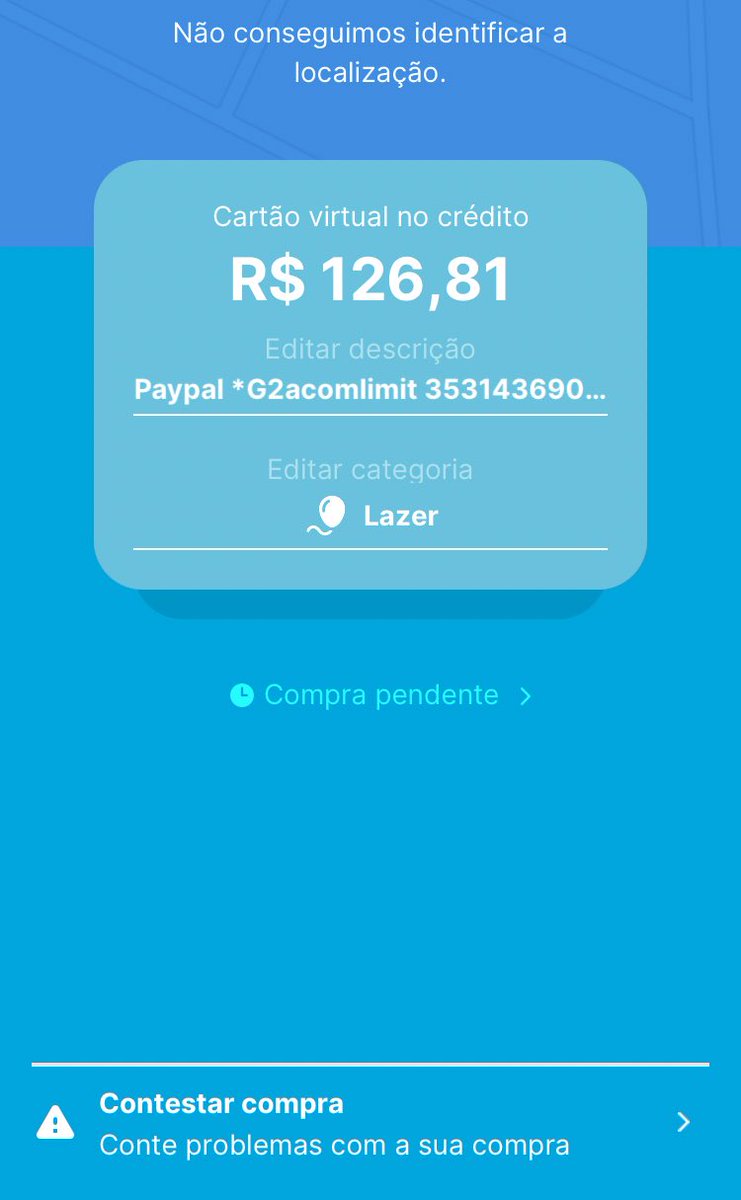 Não conseguimos identificar a
localização.
Cartão virtual no crédito
R$ 126,81
Editar descrição
Paypal *G2acomlimit 353143690...
Editar categoria
Lazer
Compra pendente
Contestar compra
Conte problemas com a sua compra